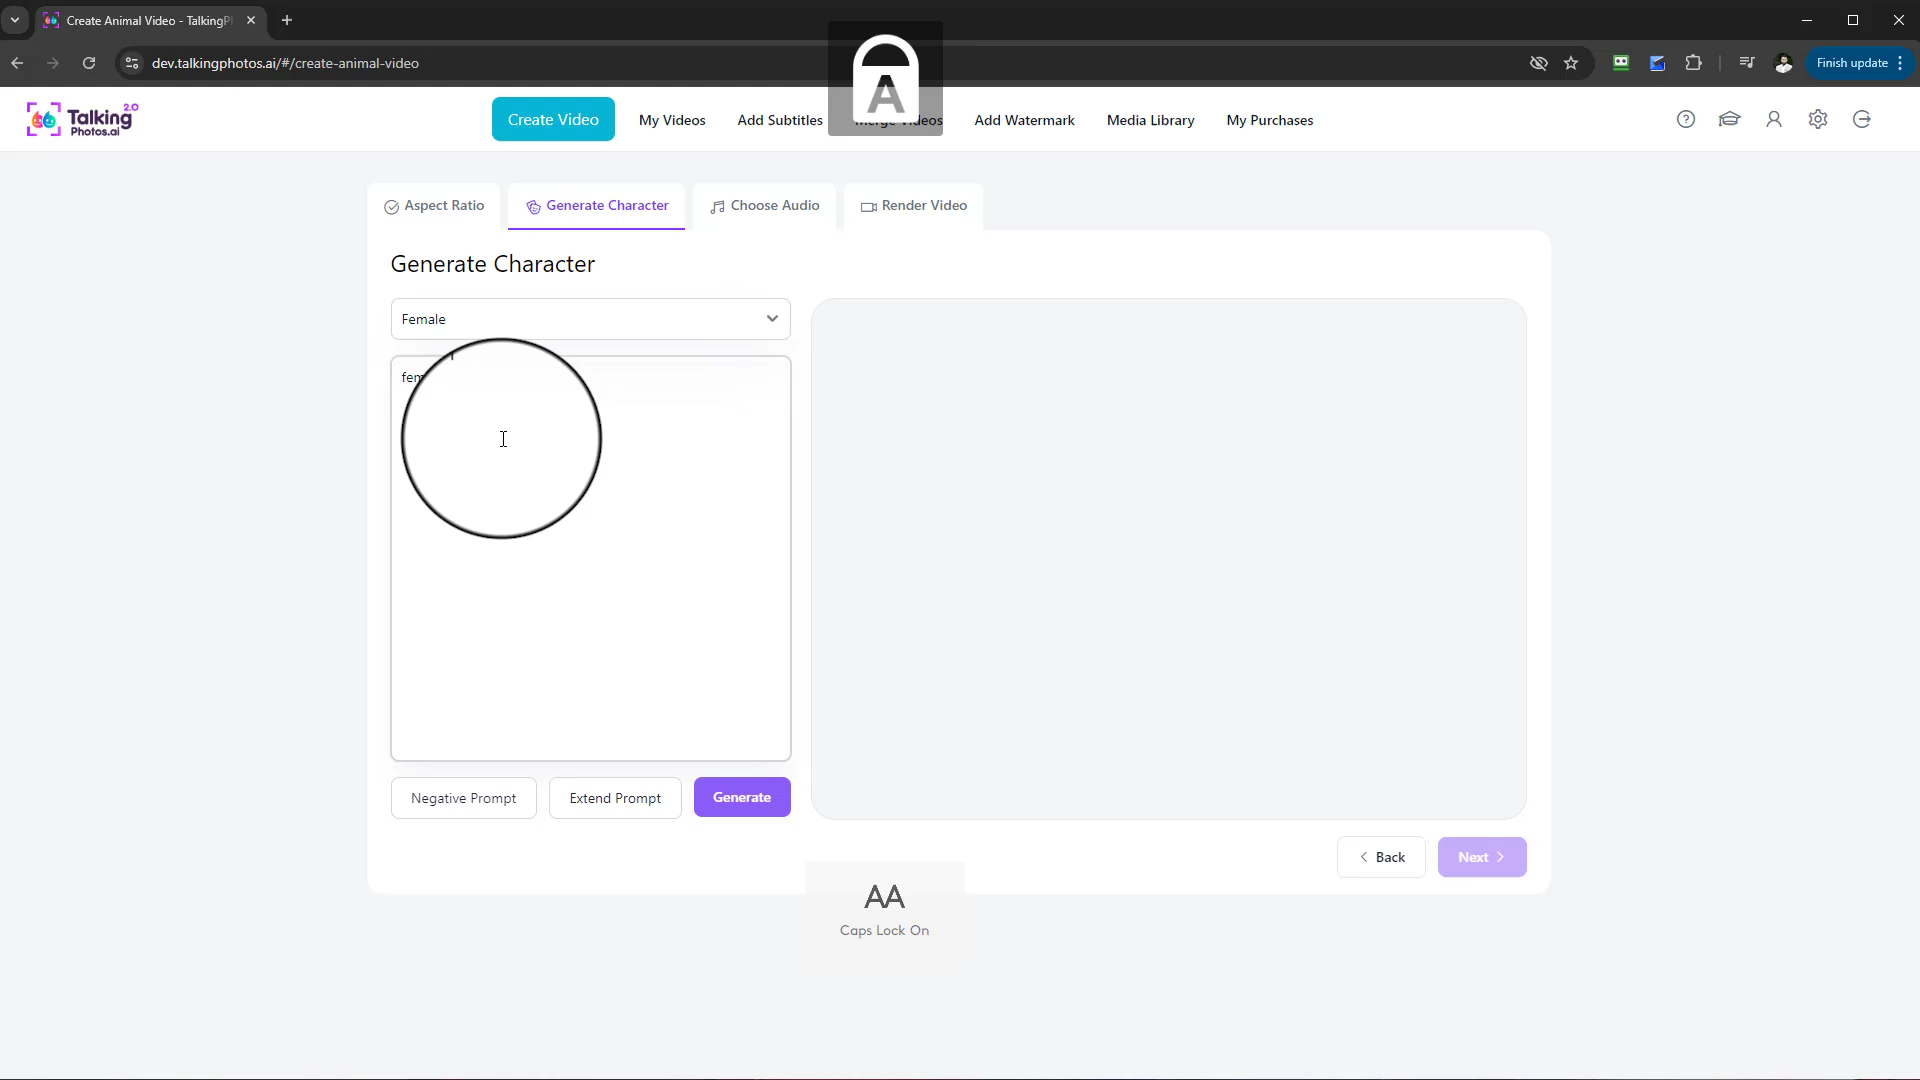 Create Animal Video - TalkingP
dev.talkingphotos.ai/#/create-animal-video
Finish update
A
Talking 2.0
Photos.ai
Create Video
My Videos
Add Subtitles
Merge Videos
Add Watermark
Media Library
My Purchases
Aspect Ratio
Generate Character
Choose Audio
Render Video
Generate Character
Female
fem
Negative Prompt
Extend Prompt
Generate
Back
Next
AA
Caps Lock On